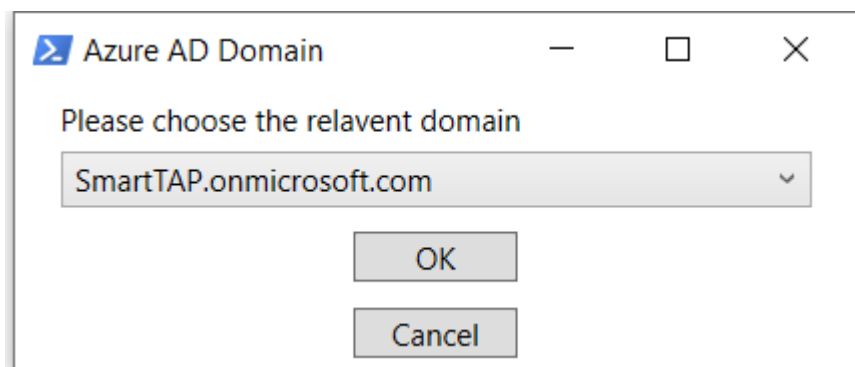 Azure AD Domain
Please choose the relavent domain
SmartTAP.onmicrosoft.com
OK
Cancel